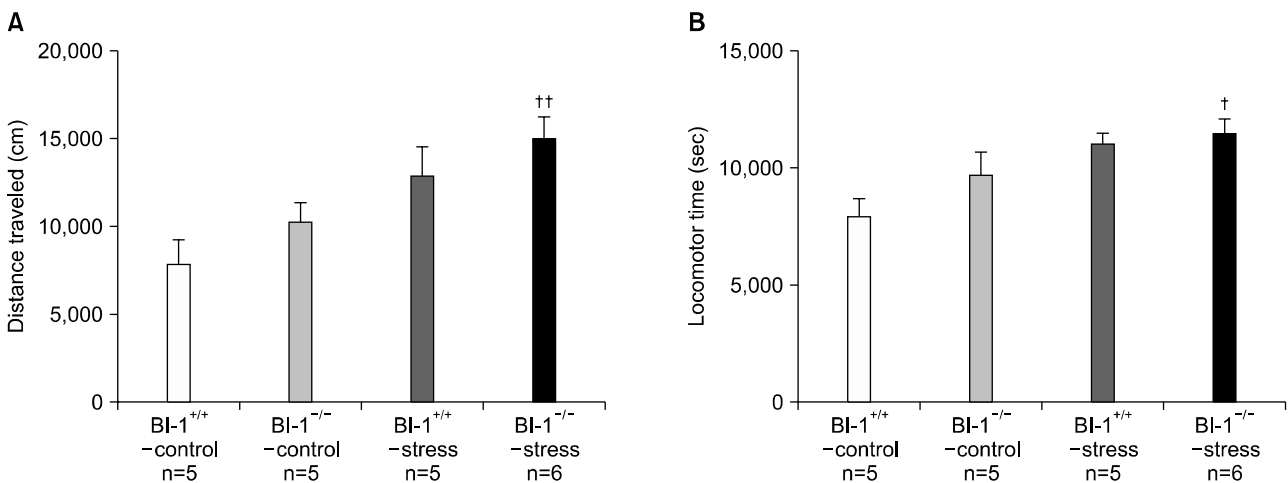 A
20,000
15,000
10,000
5,000
0
Distance traveled (cm)
††
BI-1+/+ BI-1−/− BI-1+/+ BI-1−/−
−control −control −stress −stress
n=5 n=5 n=5 n=6
B
15,000
10,000
5,000
0
Locomotor time (sec)
†
BI-1+/+ BI-1−/− BI-1+/+ BI-1−/−
−control −control −stress −stress
n=5 n=5 n=5 n=6